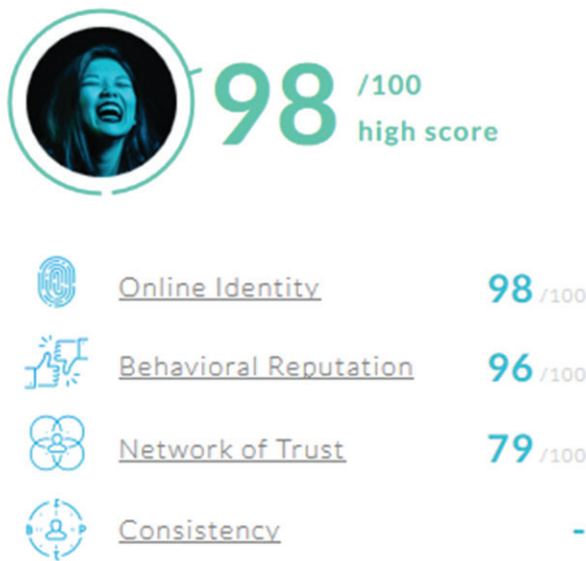 98 /100
high score
Online Identity 98 /100
Behavioral Reputation 96 /100
Network of Trust 79 /100
Consistency -